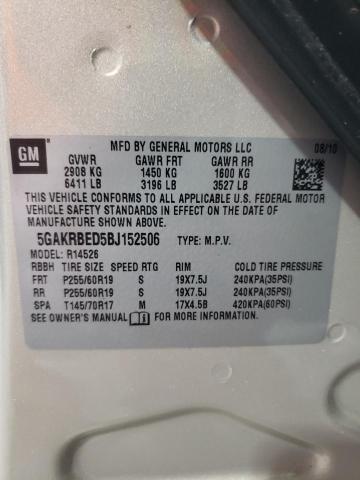 GM MFD BY GENERAL MOTORS LLC 08/10
GVWR GAWR FRT GAWR RR
2908 KG 1450 KG 1600 KG
6411 LB 3196 LB 3527 LB
THIS VEHICLE CONFORMS TO ALL APPLICABLE U.S. FEDERAL MOTOR
VEHICLE SAFETY, BUMPER, AND THEFT PREVENTION
STANDARDS IN EFFECT ON THE DATE OF
MANUFACTURE SHOWN ABOVE.
5GAKRBED5BJ152506 TYPE: M.P.V.
MODEL: R14526
RBBH TIRE SIZE SPEED RTG RIM COLD TIRE PRESSURE
FRT P255/60R19 S 19X7.5J 240KPA(35PSI)
RR P255/60R19 S 19X7.5J 240KPA(35PSI)
SPA T145/70R17 M 17X4.5B 420KPA(60PSI)
SEE OWNER'S MANUAL FOR MORE INFORMATION.